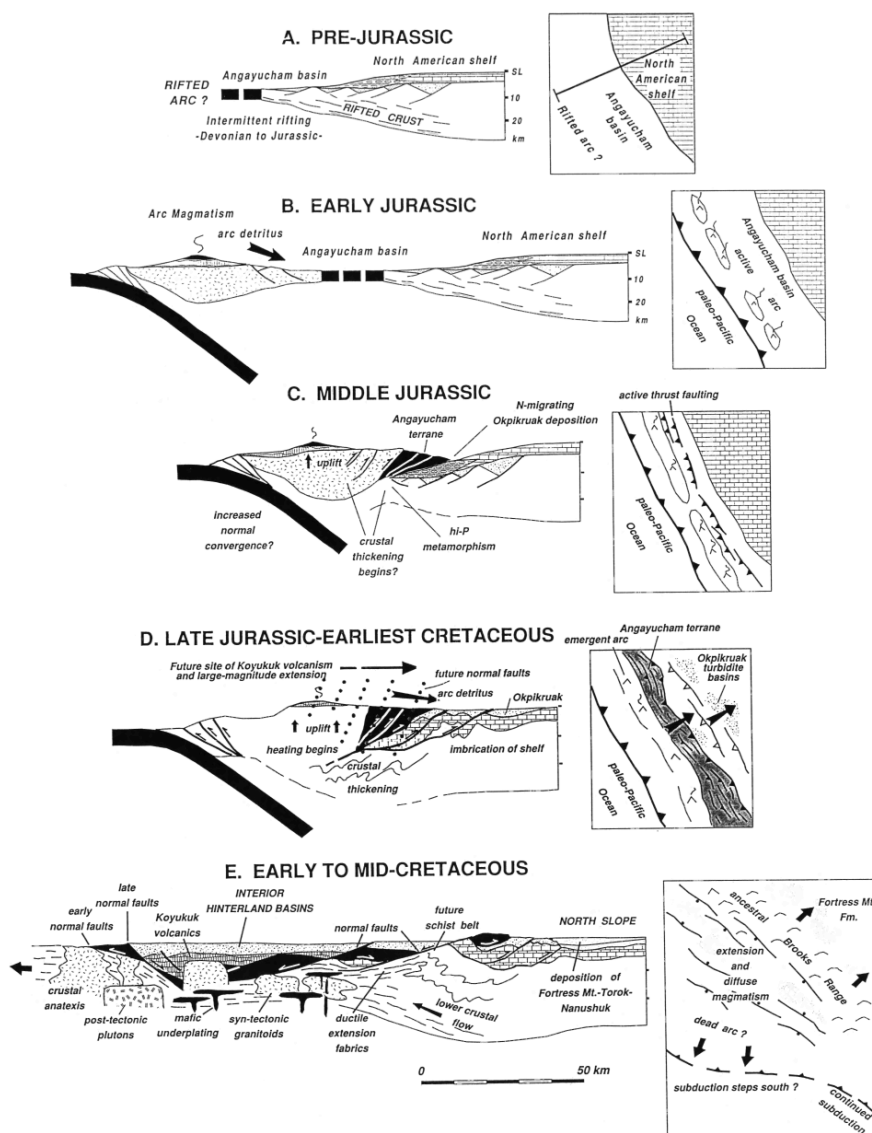 A. PRE-JURASSIC
RIFTED
ARC ?
Angayucham basin
North American shelf
SL
10
km
RIFTED CRUST
Intermittent rifting
-Devonian to Jurassic-
North
American
shelf
Angayucham
basin
Rifted arc ?
B. EARLY JURASSIC
Arc Magmatism
arc detritus
Angayucham basin
North American shelf
SL
10
20
km
Angayucham basin
active
arc
paleo-Pacific
Ocean
C. MIDDLE JURASSIC
Angayucham
terrane
N-migrating
Okpikruak deposition
uplift
increased
normal
convergence?
crustal
thickening
begins?
hi-P
metamorphism
active thrust faulting
paleo-Pacific
Ocean
D. LATE JURASSIC-EARLIEST CRETACEOUS
Future site of Koyukuk volcanism
and large-magnitude extension
future normal faults
arc detritus
Okpikruak
uplift
heating begins
imbrication of shelf
crustal
thickening
Angayucham terrane
emergent arc
Okpikruak
turbidite
basins
paleo-Pacific
Ocean
E. EARLY TO MID-CRETACEOUS
late
normal faults
early
normal faults
Koyukuk
volcanics
INTERIOR
HINTERLAND BASINS
normal faults
future
schist belt
NORTH SLOPE
deposition of
Fortress Mt.-Torok-
Nanushuk
crustal
anatexis
post-tectonic
plutons
mafic
underplating
syn-tectonic
granitoids
ductile
extension
fabrics
lower crustal
flow
0
50 km
ancestral
Brooks
Range
Fortress Mt.
Fm.
extension
and
diffuse
magmatism
dead arc ?
subduction steps south ?
continued
subduction